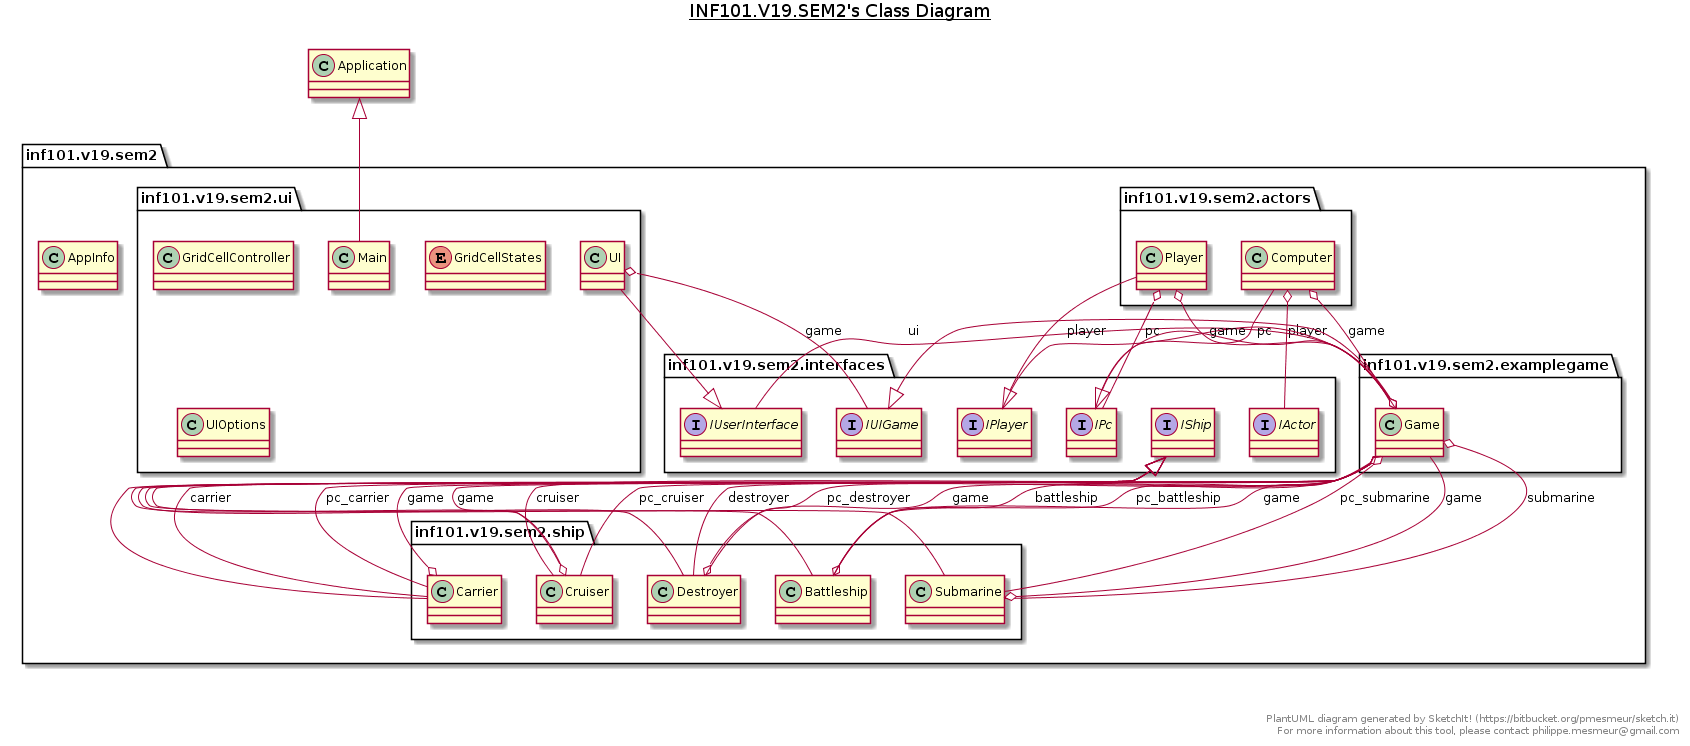 INF101.V19.SEM2's Class Diagram
C Application
inf101.v19.sem2
inf101.v19.sem2.ui
inf101.v19.sem2.actors
C AppInfo
C GridCellController
C Main
E GridCellStates
C UI
C Player
C Computer
game
ui
player
pc
game
pc
player
game
inf101.v19.sem2.interfaces
inf101.v19.sem2.examplegame
C UIOptions
I IUserInterface
I IUIGame
I IPlayer
I IPc
I IShip
I IActor
C Game
carrier
pc_carrier
game
game
cruiser
pc_cruiser
destroyer
pc_destroyer
game
battleship
pc_battleship
game
pc_submarine
game
submarine
inf101.v19.sem2.ship
C Carrier
C Cruiser
C Destroyer
C Battleship
C Submarine
PlantUML diagram generated by SketchIt! (https://bitbucket.org/pmesmeur/sketch.it)
For more information about this tool, please contact philippe.mesmeur@gmail.com